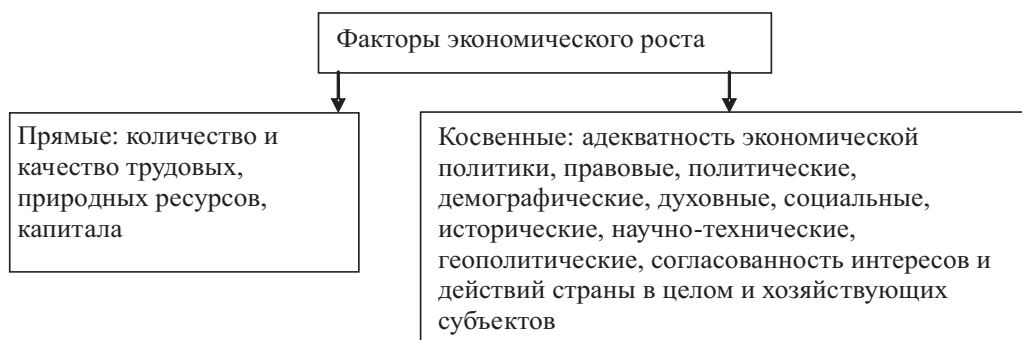 Факторы экономического роста
Прямые: количество и
качество трудовых,
природных ресурсов,
капитала
Косвенные: адекватность экономической
политики, правовые, политические,
демографические, духовные, социальные,
исторические, научно-технические,
геополитические, согласованность интересов и
действий страны в целом и хозяйствующих
субъектов